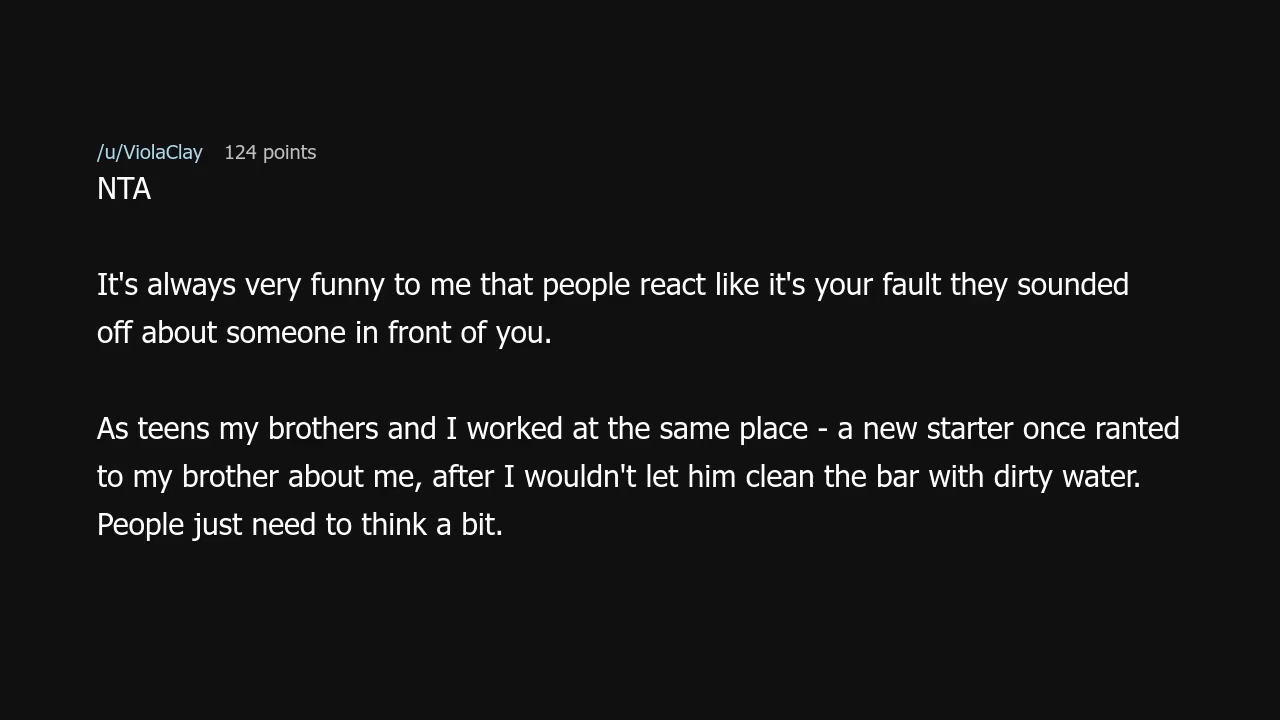 /u/ViolaClay 124 points
NTA
It's always very funny to me that people react like it's your fault they sounded
off about someone in front of you.
As teens my brothers and I worked at the same place - a new starter once ranted
to my brother about me, after I wouldn't let him clean the bar with dirty water.
People just need to think a bit.